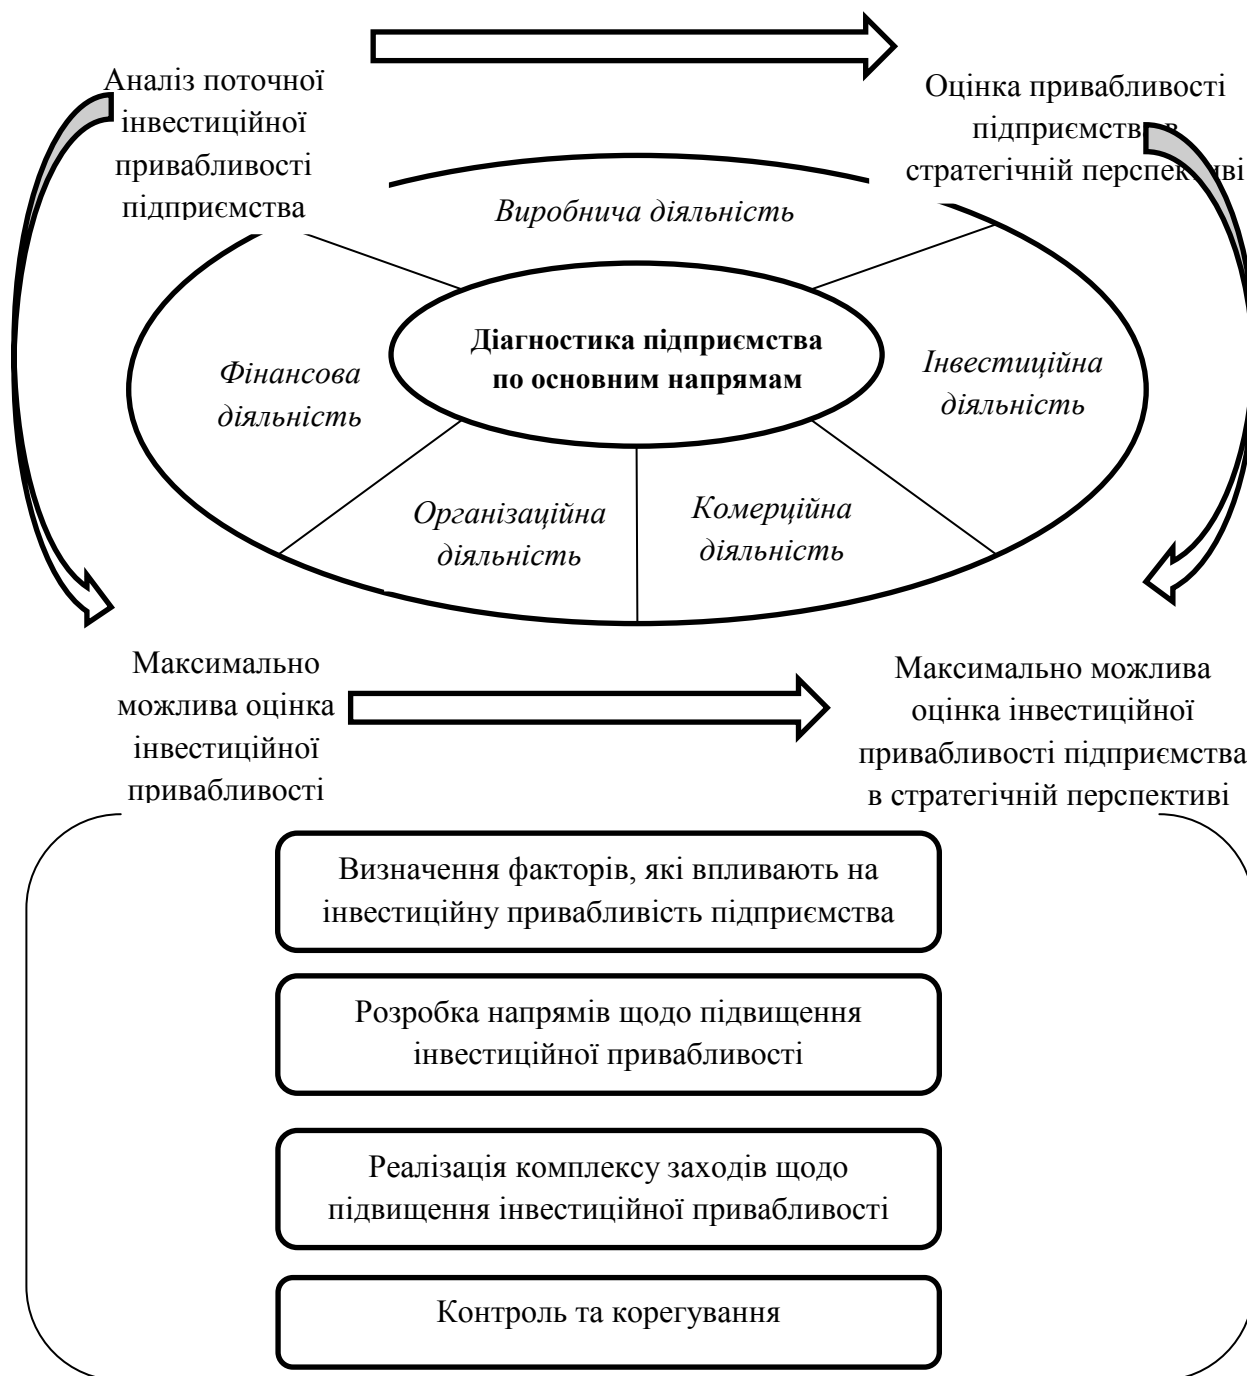 Аналіз поточної
інвестиційної
привабливості
підприємства
Оцінка привабливості
підприємств в
стратегічній перспективі
Виробнича діяльність
Фінансова
діяльність
Діагностика підприємства
по основним напрямам
Інвестиційна
діяльність
Організаційна
діяльність
Комерційна
діяльність
Максимально
можлива оцінка
інвестиційної
привабливості
Максимально можлива
оцінка інвестиційної
привабливості підприємства
в стратегічній перспективі
Визначення факторів, які впливають на
інвестиційну привабливість підприємства
Розробка напрямів щодо підвищення
інвестиційної привабливості
Реалізація комплексу заходів щодо
підвищення інвестиційної привабливості
Контроль та корегування